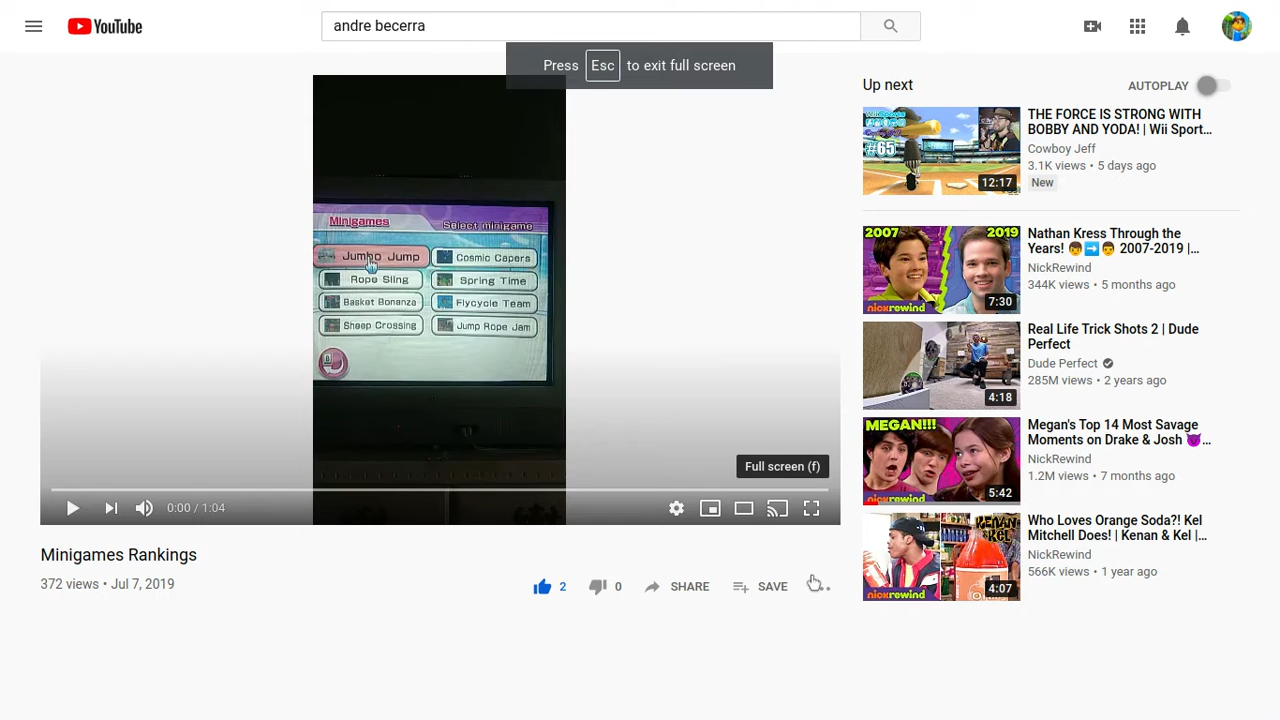 YouTube
andre becerra
Press Esc to exit full screen
Minigames
Select minigame
Jumbo Jump
Cosmic Capers
Rope Sling
Spring Time
Basket Bonanza
Flycycle Team
Sheep Crossing
Jump Rope Jam
Full screen (f)
0:00 / 1:04
Minigames Rankings
372 views • Jul 7, 2019
2
0
SHARE
SAVE
Up next
AUTOPLAY
#65
12:17
THE FORCE IS STRONG WITH
BOBBY AND YODA! | Wii Sport...
Cowboy Jeff
3.1K views • 5 days ago
New
2007
2019
nickrewind
7:30
Nathan Kress Through the
Years! 👦➡️👨 2007-2019 |...
NickRewind
344K views • 5 months ago
4:18
Real Life Trick Shots 2 | Dude
Perfect
Dude Perfect
285M views • 2 years ago
MEGAN!!!
nickrewind
5:42
Megan's Top 14 Most Savage
Moments on Drake & Josh 😈...
NickRewind
1.2M views • 7 months ago
KENAN
& KEL
nickrewind
4:07
Who Loves Orange Soda?! Kel
Mitchell Does! | Kenan & Kel |...
NickRewind
566K views • 1 year ago